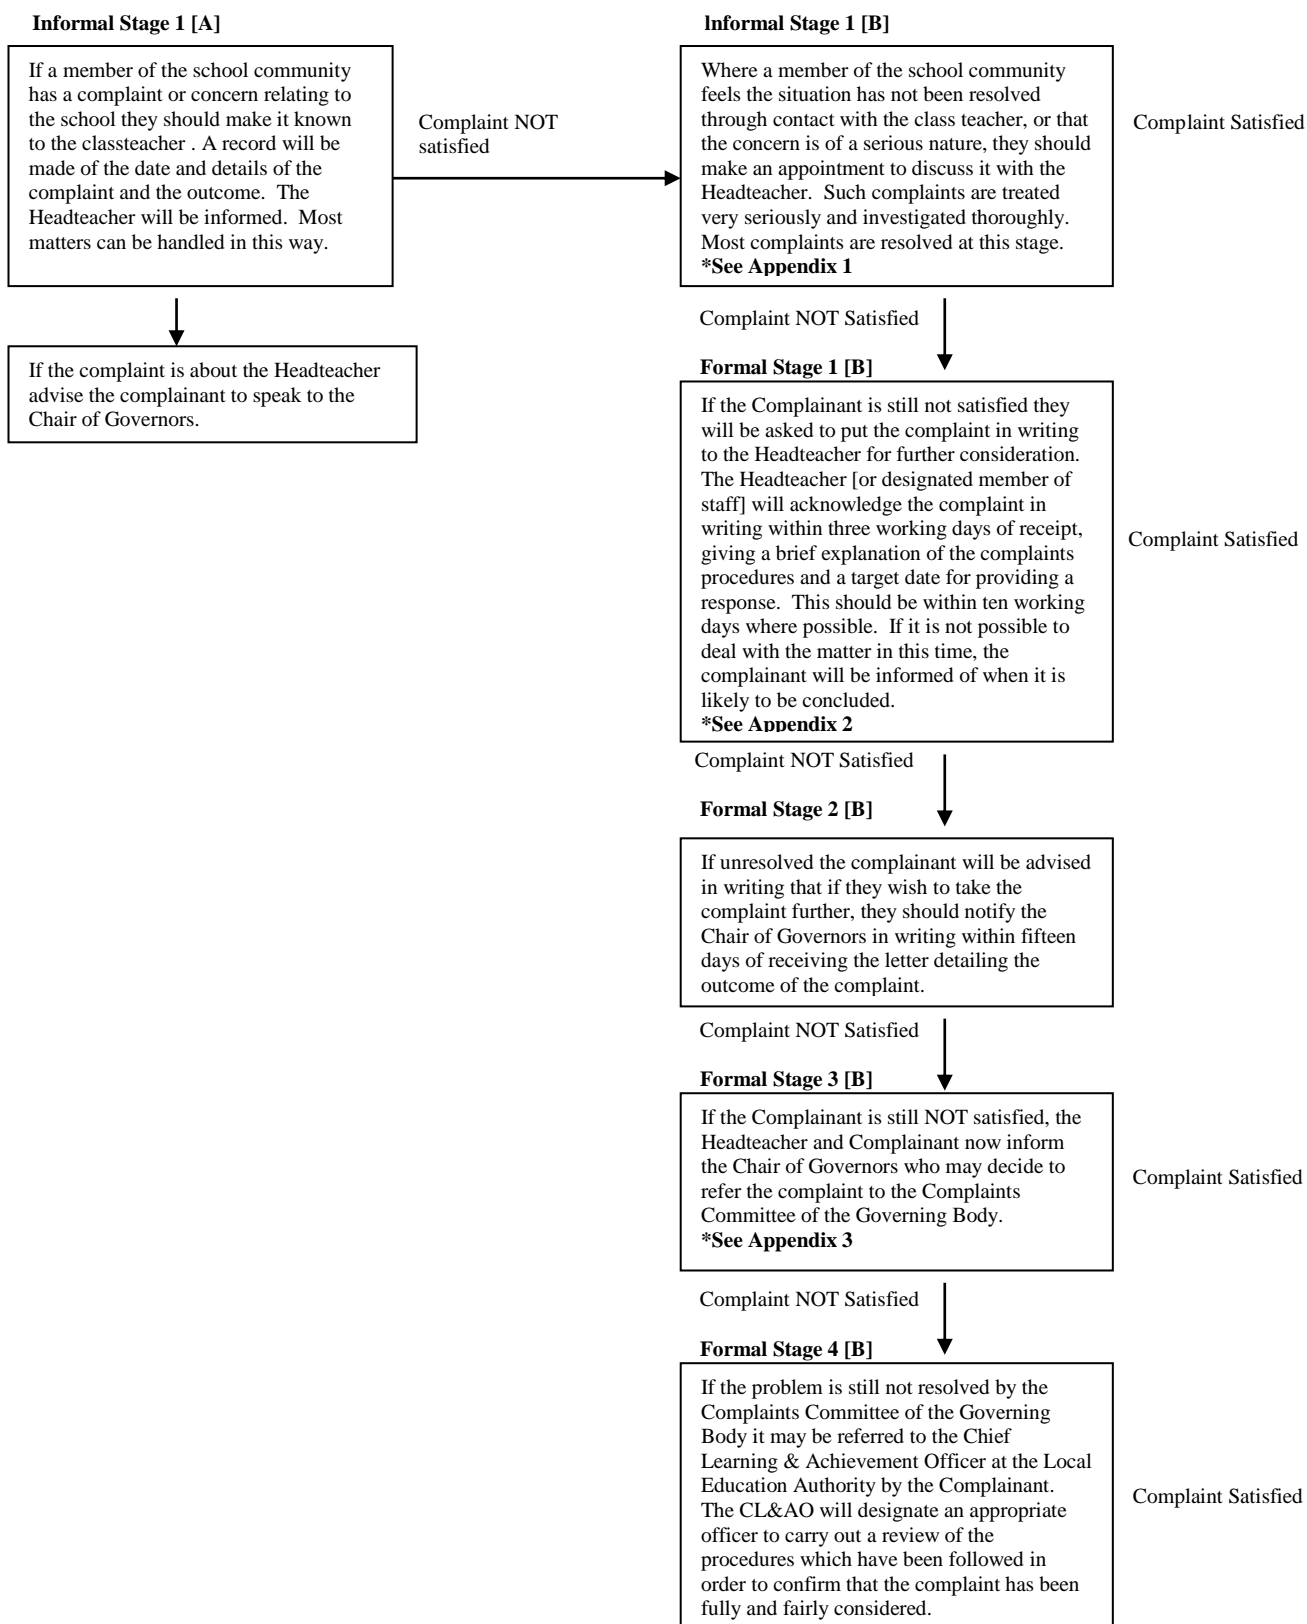 Informal Stage 1 [A]
If a member of the school community
has a complaint or concern relating to
the school they should make it known
to the classteacher . A record will be
made of the date and details of the
complaint and the outcome.  The
Headteacher will be informed.  Most
matters can be handled in this way.
Complaint NOT
satisfied
If the complaint is about the Headteacher
advise the complainant to speak to the
Chair of Governors.
lnformal Stage 1 [B]
Where a member of the school community
feels the situation has not been resolved
through contact with the class teacher, or that
the concern is of a serious nature, they should
make an appointment to discuss it with the
Headteacher.  Such complaints are treated
very seriously and investigated thoroughly.
Most complaints are resolved at this stage.
*See Appendix 1
Complaint Satisfied
Complaint NOT Satisfied
Formal Stage 1 [B]
If the Complainant is still not satisfied they
will be asked to put the complaint in writing
to the Headteacher for further consideration.
The Headteacher [or designated member of
staff] will acknowledge the complaint in
writing within three working days of receipt,
giving a brief explanation of the complaints
procedures and a target date for providing a
response.  This should be within ten working
days where possible.  If it is not possible to
deal with the matter in this time, the
complainant will be informed of when it is
likely to be concluded.
*See Appendix 2
Complaint Satisfied
Complaint NOT Satisfied
Formal Stage 2 [B]
If unresolved the complainant will be advised
in writing that if they wish to take the
complaint further, they should notify the
Chair of Governors in writing within fifteen
days of receiving the letter detailing the
outcome of the complaint.
Complaint NOT Satisfied
Formal Stage 3 [B]
If the Complainant is still NOT satisfied, the
Headteacher and Complainant now inform
the Chair of Governors who may decide to
refer the complaint to the Complaints
Committee of the Governing Body.
*See Appendix 3
Complaint Satisfied
Complaint NOT Satisfied
Formal Stage 4 [B]
If the problem is still not resolved by the
Complaints Committee of the Governing
Body it may be referred to the Chief
Learning & Achievement Officer at the Local
Education Authority by the Complainant.
The CL&AO will designate an appropriate
officer to carry out a review of the
procedures which have been followed in
order to confirm that the complaint has been
fully and fairly considered.
Complaint Satisfied